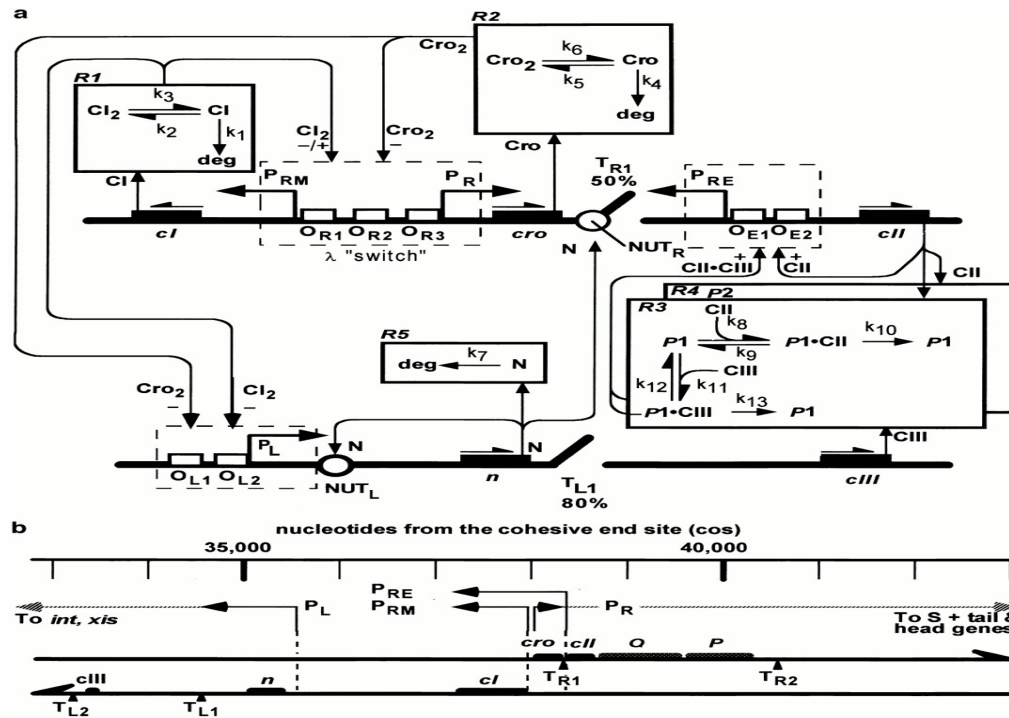 a
R2
Cro2
k6
Cro2 Cro
k5 k4
deg
R1
k3
CI2 CI
k2 k1
deg
CI2
–/+
Cro2
–
CI
Cro
TR1
50%
PRM PR PRE
OR1 OR2 OR3
cI
λ "switch"
cro
N
NUTR
OE1 OE2
cII
+ +
CII•CIII CII
CII
R4 P2
R3
CII
k8
k10
P1 P1•CII P1
k9
k12 k11 CIII
k13
P1•CIII P1
CIII
R5
k7
deg N
Cro2 CI2
– –
PL
N
N
OL1 OL2
NUTL
n
TL1
80%
cIII
b
nucleotides from the cohesive end site (cos)
35,000 40,000
PRE
PL PRM PR
To int, xis
To S + tail &
head genes
cro cII O P
TR1 TR2
cIII n cI
TL2 TL1